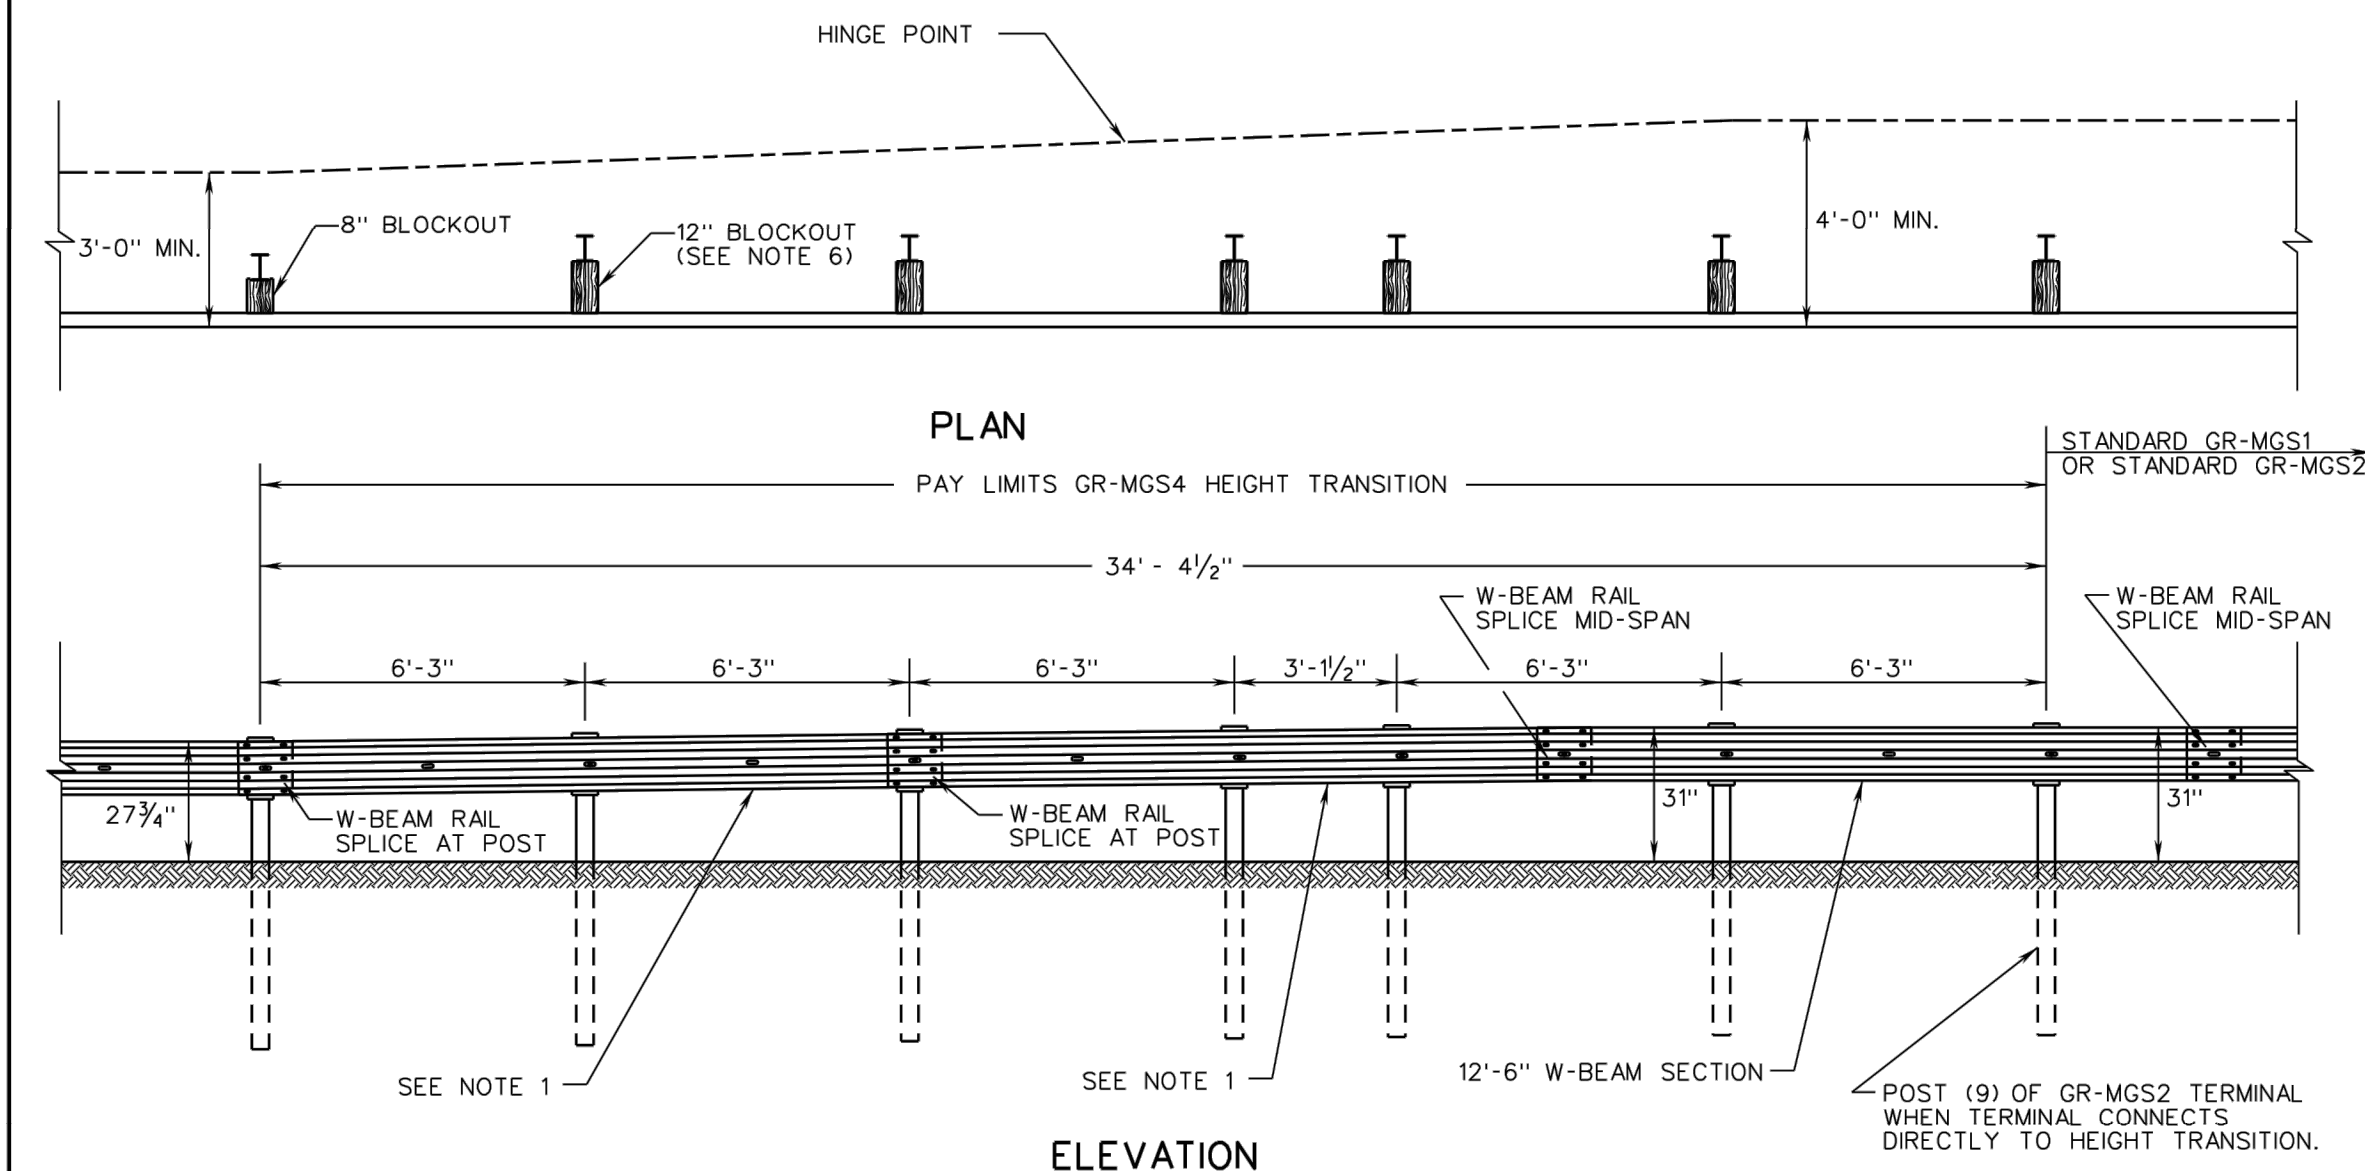 HINGE POINT
3'-0" MIN.
8" BLOCKOUT
12" BLOCKOUT
(SEE NOTE 6)
4'-0" MIN.
PLAN
STANDARD GR-MGS1
OR STANDARD GR-MGS2
PAY LIMITS GR-MGS4 HEIGHT TRANSITION
34' - 4½"
W-BEAM RAIL
SPLICE MID-SPAN
W-BEAM RAIL
SPLICE MID-SPAN
6'-3"
6'-3"
6'-3"
3'-1½"
6'-3"
6'-3"
27¾"
W-BEAM RAIL
SPLICE AT POST
W-BEAM RAIL
SPLICE AT POST
31"
31"
SEE NOTE 1
SEE NOTE 1
12'-6" W-BEAM SECTION
POST (9) OF GR-MGS2 TERMINAL
WHEN TERMINAL CONNECTS
DIRECTLY TO HEIGHT TRANSITION.
ELEVATION